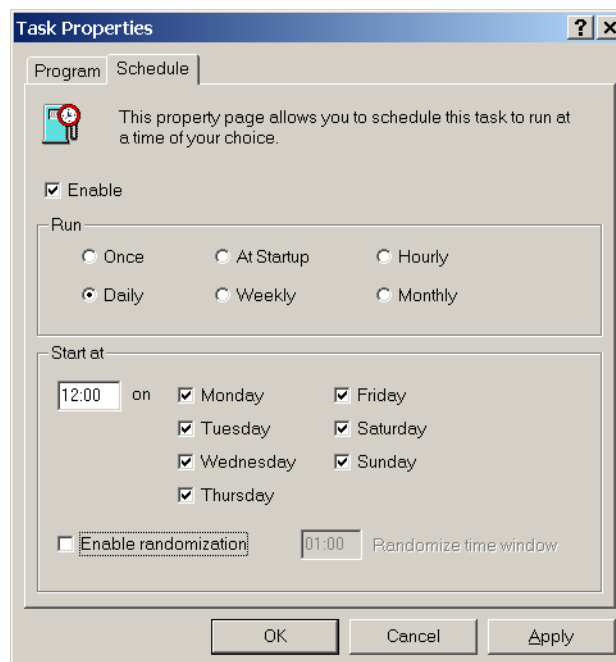 Task Properties
Program Schedule
This property page allows you to schedule this task to run at
a time of your choice.
Enable
Run
Once At Startup Hourly
Daily Weekly Monthly
Start at
12:00 on Monday Friday
Tuesday Saturday
Wednesday Sunday
Thursday
Enable randomization 01:00 Randomize time window
OK Cancel Apply